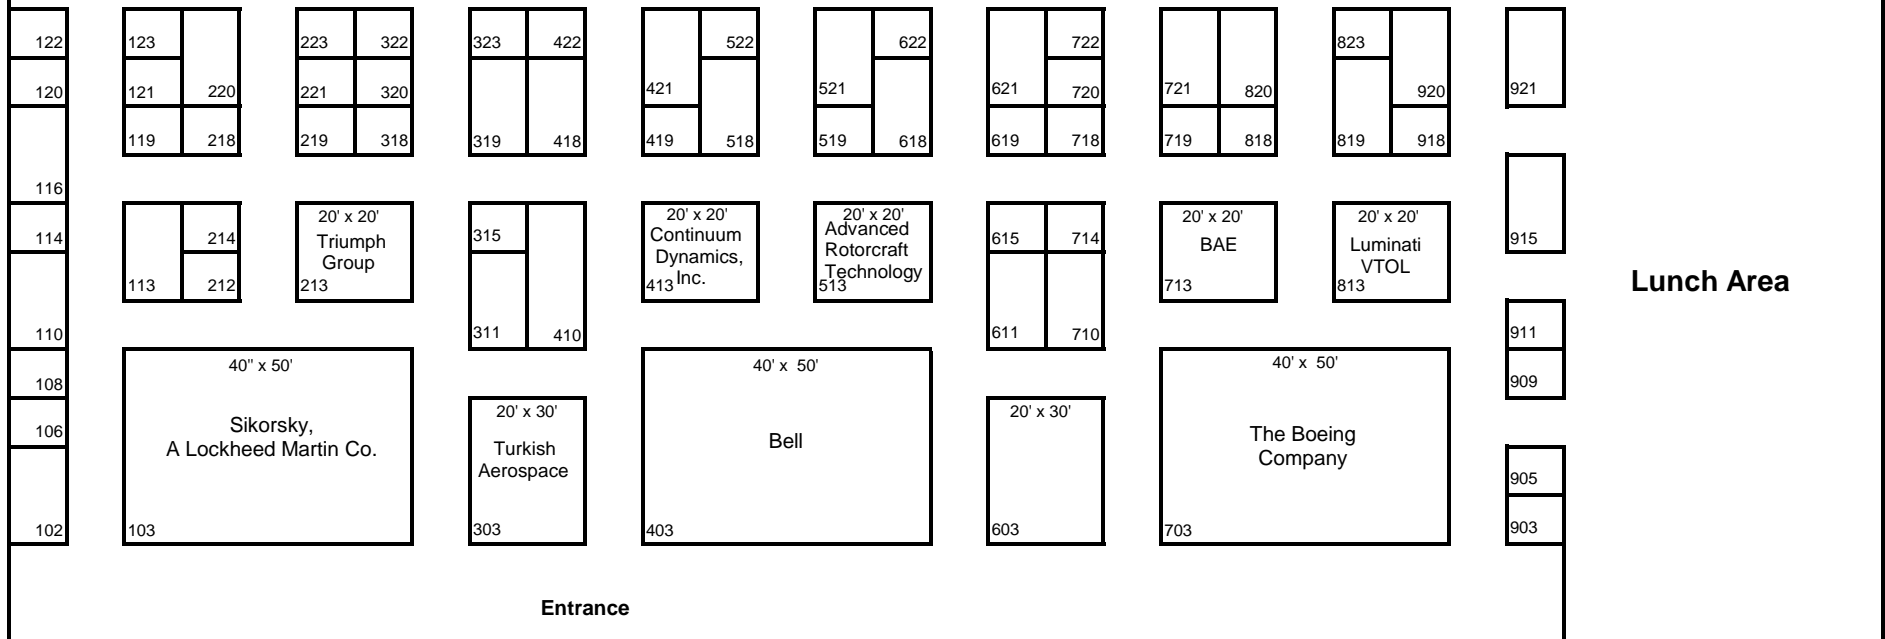 122 123 223 322 323 422 522 622 722 823
120 121 220 221 320 421 521 621 720 721 820 920 921
119 218 219 318 319 418 419 518 519 618 619 718 719 818 819 918
116
20' x 20' 20' x 20' 20' x 20' 20' x 20' 20' x 20'
114 214 315 615 714 915
Triumph
Group
Continuum
Dynamics,
Inc.
Advanced
Rotorcraft
Technology
BAE
Luminati
VTOL
113 212 213 413 513 713 813
Lunch Area
110 311 410 611 710 911
40" x 50' 40' x  50' 40' x  50'
108 909
20' x 30' 20' x 30'
106
Sikorsky,
A Lockheed Martin Co.
Turkish
Aerospace
Bell
The Boeing
Company
905
102 103 303 403 603 703 903
Entrance